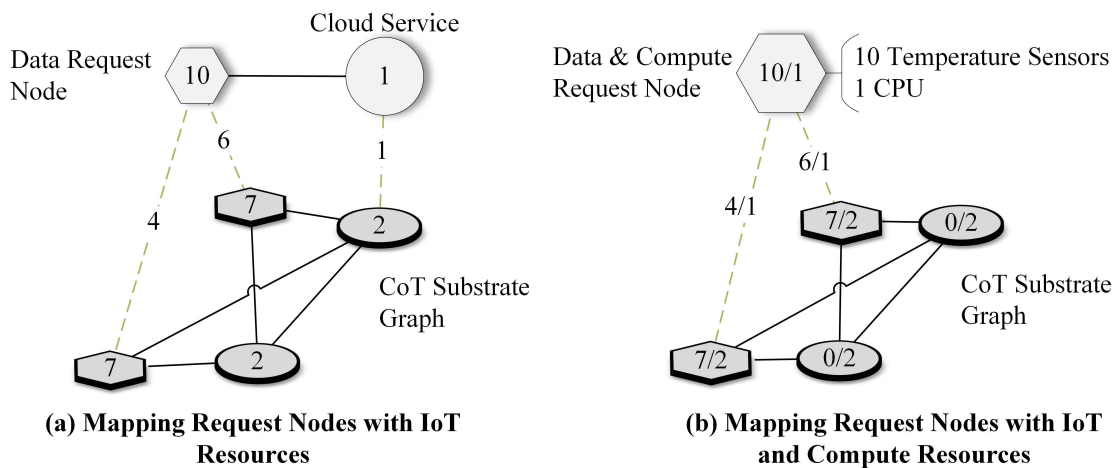 Cloud Service
Data Request
Node
10
1
6
1
4
7
2
CoT Substrate
Graph
7
2
(a) Mapping Request Nodes with IoT
Resources
Data & Compute
Request Node
10/1
10 Temperature Sensors
1 CPU
6/1
4/1
7/2
0/2
CoT Substrate
Graph
7/2
0/2
(b) Mapping Request Nodes with IoT
and Compute Resources